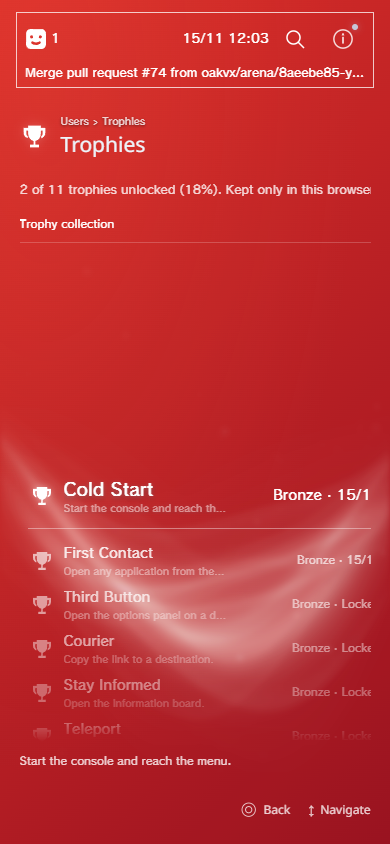 1
15/11 12:03
Merge pull request #74 from oakvx/arena/8aeebe85-y...
Users > Trophies
Trophies
2 of 11 trophies unlocked (18%). Kept only in this browser
Trophy collection
Cold Start
Bronze · 15/1
Start the console and reach th...
First Contact
Bronze · 15/1
Open any application from the...
Third Button
Bronze · Locke
Open the options panel on a d...
Courier
Bronze · Locke
Copy the link to a destination.
Stay Informed
Bronze · Locke
Open the Information board.
Teleport
Bronze · Locke
Start the console and reach the menu.
Back
Navigate